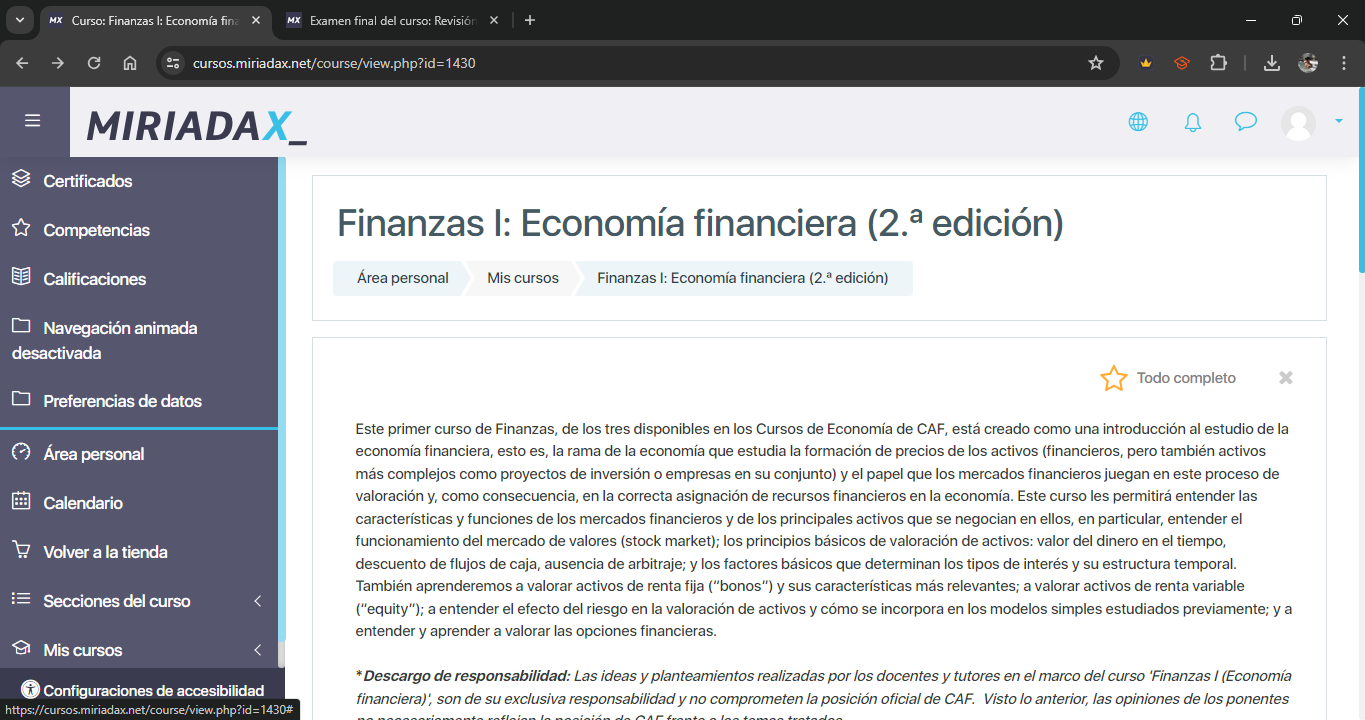 Curso: Finanzas I: Economía fina
Examen final del curso: Revisión
cursos.miriadax.net/course/view.php?id=1430
MIRIADAX_
Certificados
Competencias
Calificaciones
Navegación animada
desactivada
Preferencias de datos
Área personal
Calendario
Volver a la tienda
Secciones del curso
Mis cursos
Configuraciones de accesibilidad
https://cursos.miriadax.net/course/view.php?id=1430#
Finanzas I: Economía financiera (2.ª edición)
Área personal
Mis cursos
Finanzas I: Economía financiera (2.ª edición)
Todo completo
Este primer curso de Finanzas, de los tres disponibles en los Cursos de Economía de CAF, está creado como una introducción al estudio de la
economía financiera, esto es, la rama de la economía que estudia la formación de precios de los activos (financieros, pero también activos
más complejos como proyectos de inversión o empresas en su conjunto) y el papel que los mercados financieros juegan en este proceso de
valoración y, como consecuencia, en la correcta asignación de recursos financieros en la economía. Este curso les permitirá entender las
características y funciones de los mercados financieros y de los principales activos que se negocian en ellos, en particular, entender el
funcionamiento del mercado de valores (stock market); los principios básicos de valoración de activos: valor del dinero en el tiempo,
descuento de flujos de caja, ausencia de arbitraje; y los factores básicos que determinan los tipos de interés y su estructura temporal.
También aprenderemos a valorar activos de renta fija (“bonos”) y sus características más relevantes; a valorar activos de renta variable
(“equity”); a entender el efecto del riesgo en la valoración de activos y cómo se incorpora en los modelos simples estudiados previamente; y a
entender y aprender a valorar las opciones financieras.
*Descargo de responsabilidad: Las ideas y planteamientos realizadas por los docentes y tutores en el marco del curso 'Finanzas I (Economía
financiera)', son de su exclusiva responsabilidad y no comprometen la posición oficial de CAF. Visto lo anterior, las opiniones de los ponentes
no necesariamente reflejan la posición de CAF frente a los temas tratados.